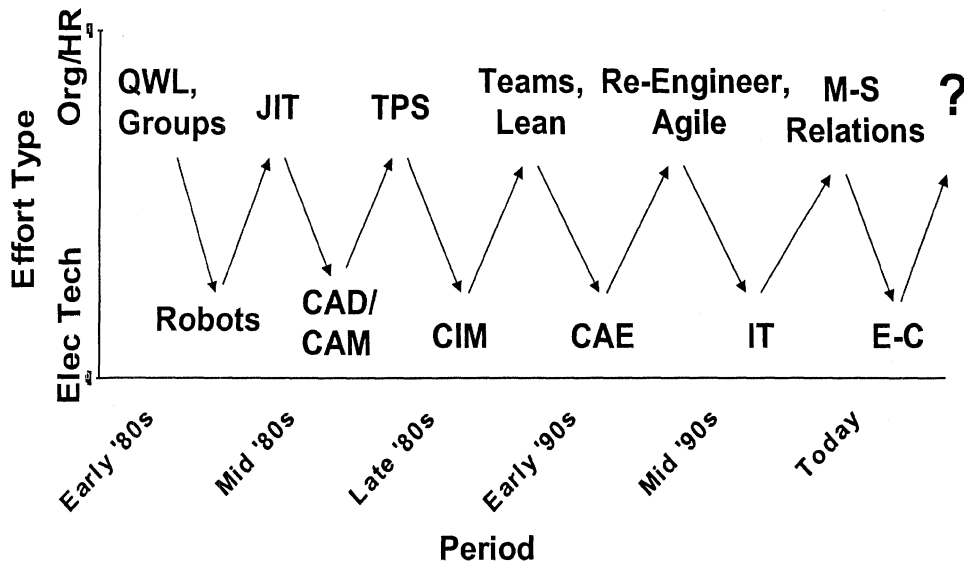 Effort Type
Org/HR
Elec Tech
QWL,
Groups
JIT
TPS
Teams,
Lean
Re-Engineer,
Agile
M-S
Relations
?
Robots
CAD/
CAM
CIM
CAE
IT
E-C
Early '80s
Mid '80s
Late '80s
Early '90s
Mid '90s
Today
Period